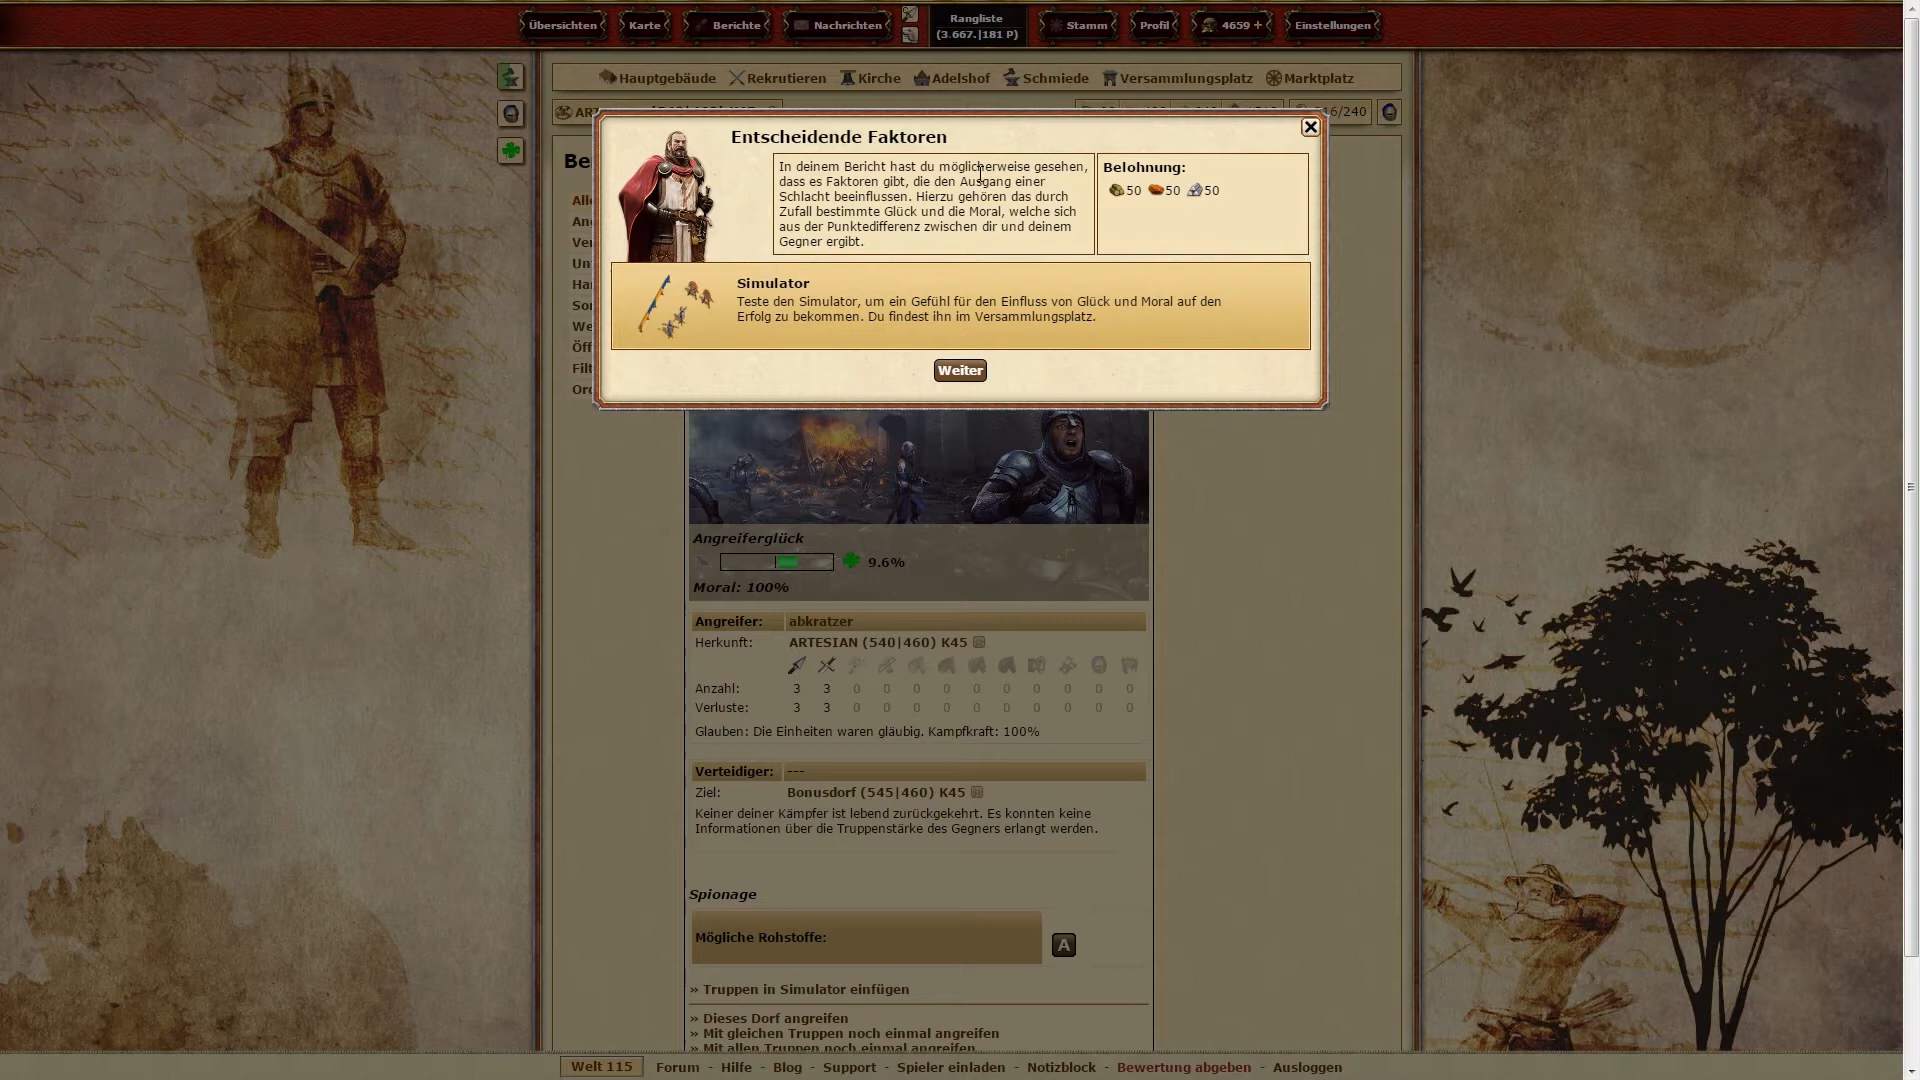 Übersichten Karte Berichte Nachrichten Rangliste Stamm Profil 4659 + Einstellungen
(3.667.|181 P)
Hauptgebäude Rekrutieren Kirche Adelshof Schmiede Versammlungsplatz Marktplatz
6/240
Entscheidende Faktoren
In deinem Bericht hast du möglicherweise gesehen,
dass es Faktoren gibt, die den Ausgang einer
Schlacht beeinflussen. Hierzu gehören das durch
Zufall bestimmte Glück und die Moral, welche sich
aus der Punktedifferenz zwischen dir und deinem
Gegner ergibt.
Belohnung:
50 50 50
Simulator
Teste den Simulator, um ein Gefühl für den Einfluss von Glück und Moral auf den
Erfolg zu bekommen. Du findest ihn im Versammlungsplatz.
Weiter
Angreiferglück
9.6%
Moral: 100%
Angreifer: abkratzer
Herkunft: ARTESIAN (540|460) K45
Anzahl: 3 3 0 0 0 0 0 0 0 0 0 0
Verluste: 3 3 0 0 0 0 0 0 0 0 0 0
Glauben: Die Einheiten waren gläubig. Kampfkraft: 100%
Verteidiger: ---
Ziel: Bonusdorf (545|460) K45
Keiner deiner Kämpfer ist lebend zurückgekehrt. Es konnten keine
Informationen über die Truppenstärke des Gegners erlangt werden.
Spionage
Mögliche Rohstoffe:
A
» Truppen in Simulator einfügen
» Dieses Dorf angreifen
» Mit gleichen Truppen noch einmal angreifen
» Mit allen Truppen noch einmal angreifen
Welt 115 Forum - Hilfe - Blog - Support - Spieler einladen - Notizblock - Bewertung abgeben - Ausloggen